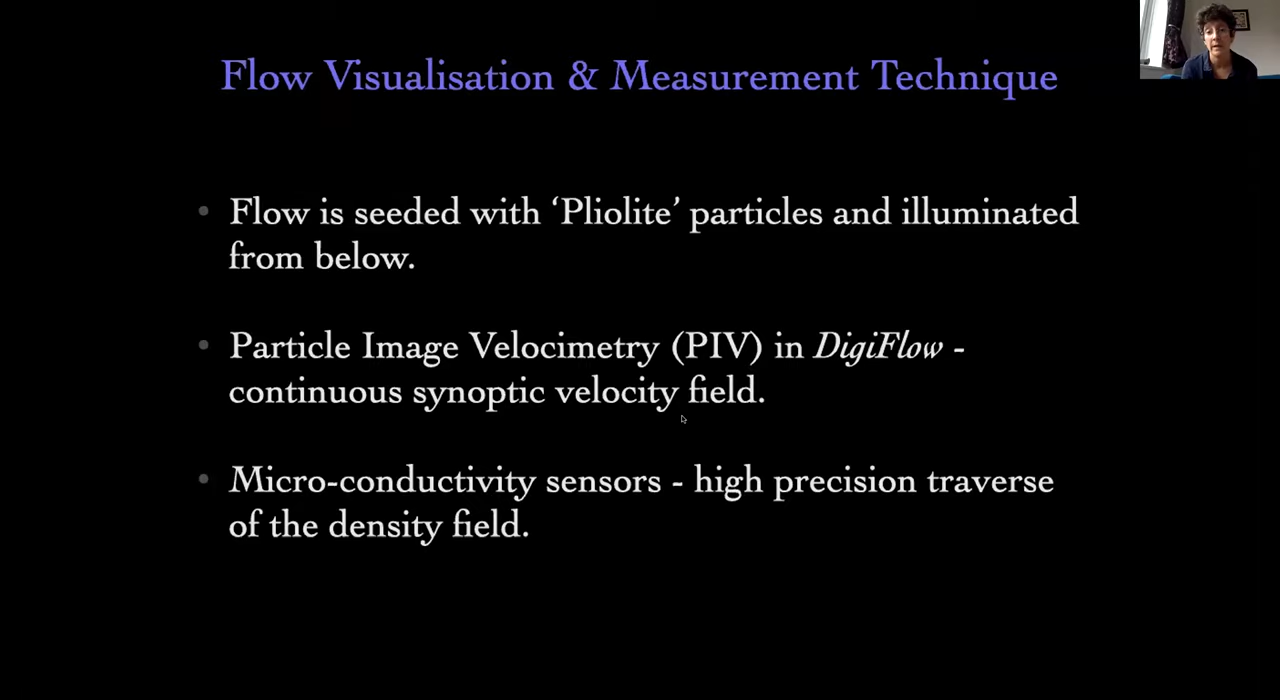 Flow Visualisation & Measurement Technique
• Flow is seeded with ‘Pliolite’ particles and illuminated
from below.
• Particle Image Velocimetry (PIV) in DigiFlow -
continuous synoptic velocity field.
• Micro-conductivity sensors - high precision traverse
of the density field.